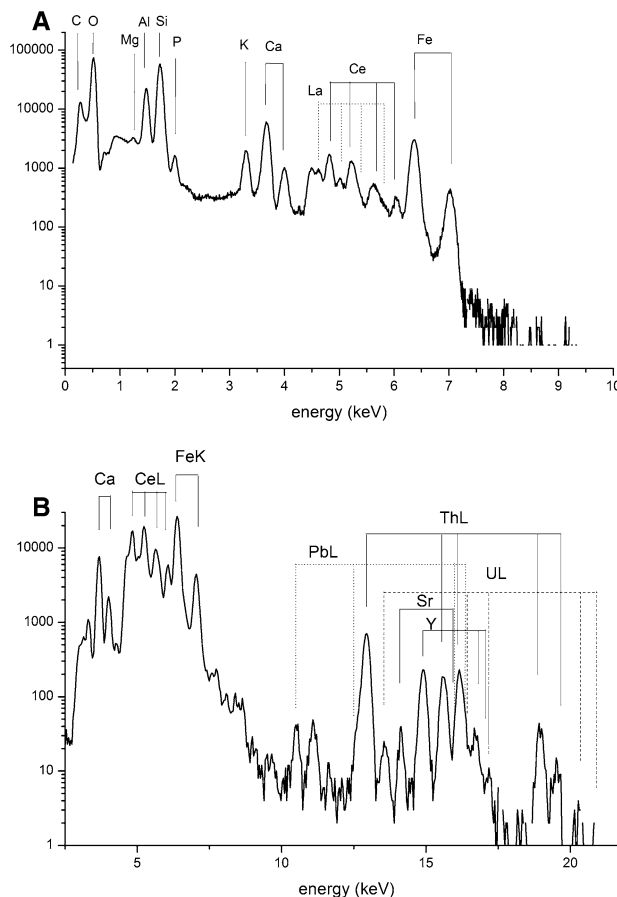 A
C O Mg Al Si P K Ca La Ce Fe
100000
10000
1000
100
10
1
0 1 2 3 4 5 6 7 8 9 10
energy (keV)
B
Ca CeL FeK PbL ThL UL Sr Y
10000
1000
100
10
1
5 10 15 20
energy (keV)